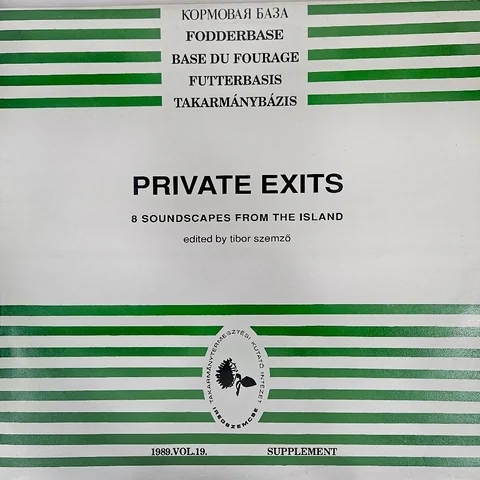 КОРМОВАЯ БАЗА
FODDERBASE
BASE DU FOURAGE
FUTTERBASIS
TAKARMÁNYBÁZIS
PRIVATE EXITS
8 SOUNDSCAPES FROM THE ISLAND
edited by tibor szemző
TAKARMÁNYTERMESZTÉSI KUTATÓ INTÉZET
IREGSZEMCSE
1989.VOL.19. SUPPLEMENT